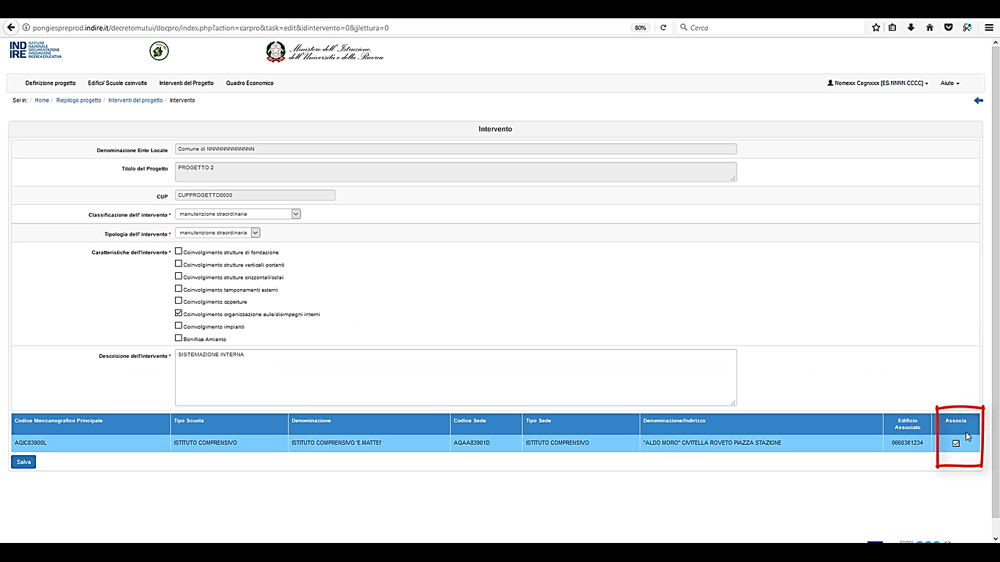 pongiespreprod.indire.it/decretomutui/docpro/index.php?action=carpro&task=edit&idintervento=0&jjlettura=0
80%
Cerca
INDIRE ISTITUTO NAZIONALE DOCUMENTAZIONE INNOVAZIONE RICERCA EDUCATIVA
Ministero dell'Istruzione,
dell'Università e della Ricerca
Definizione progetto Edifici/ Scuole coinvolte Interventi del Progetto Quadro Economico
Nomexx Cognxxx [ES.NNNN.CCCC] Aiuto
Sei in: / Home / Riepilogo progetto / Interventi del progetto / Intervento
Intervento
Denominazione Ente Locale Comune di NNNNNNNNNNNNN
Titolo del Progetto PROGETTO 2
CUP CUPPROGETTO0000
Classificazione dell' intervento * manutenzione straordinaria
Tipologia dell' intervento * manutenzione straordinaria
Caratteristiche dell'intervento * Coinvolgimento strutture di fondazione
Coinvolgimento strutture verticali portanti
Coinvolgimento strutture orizzontali/solai
Coinvolgimento tamponamenti esterni
Coinvolgimento coperture
Coinvolgimento organizzazione aule/disimpegni interni
Coinvolgimento impianti
Bonifica Amianto
Descrizione dell'intervento * SISTEMAZIONE INTERNA
Codice Meccanografico Principale Tipo Scuola Denominazione Codice Sede Tipo Sede Denominazione/Indirizzo Edificio Associato Associa
AQIC83900L ISTITUTO COMPRENSIVO ISTITUTO COMPRENSIVO 'E.MATTEI' AQAA83901D ISTITUTO COMPRENSIVO "ALDO MORO" CIVITELLA ROVETO PIAZZA STAZIONE 0660361234
Salva